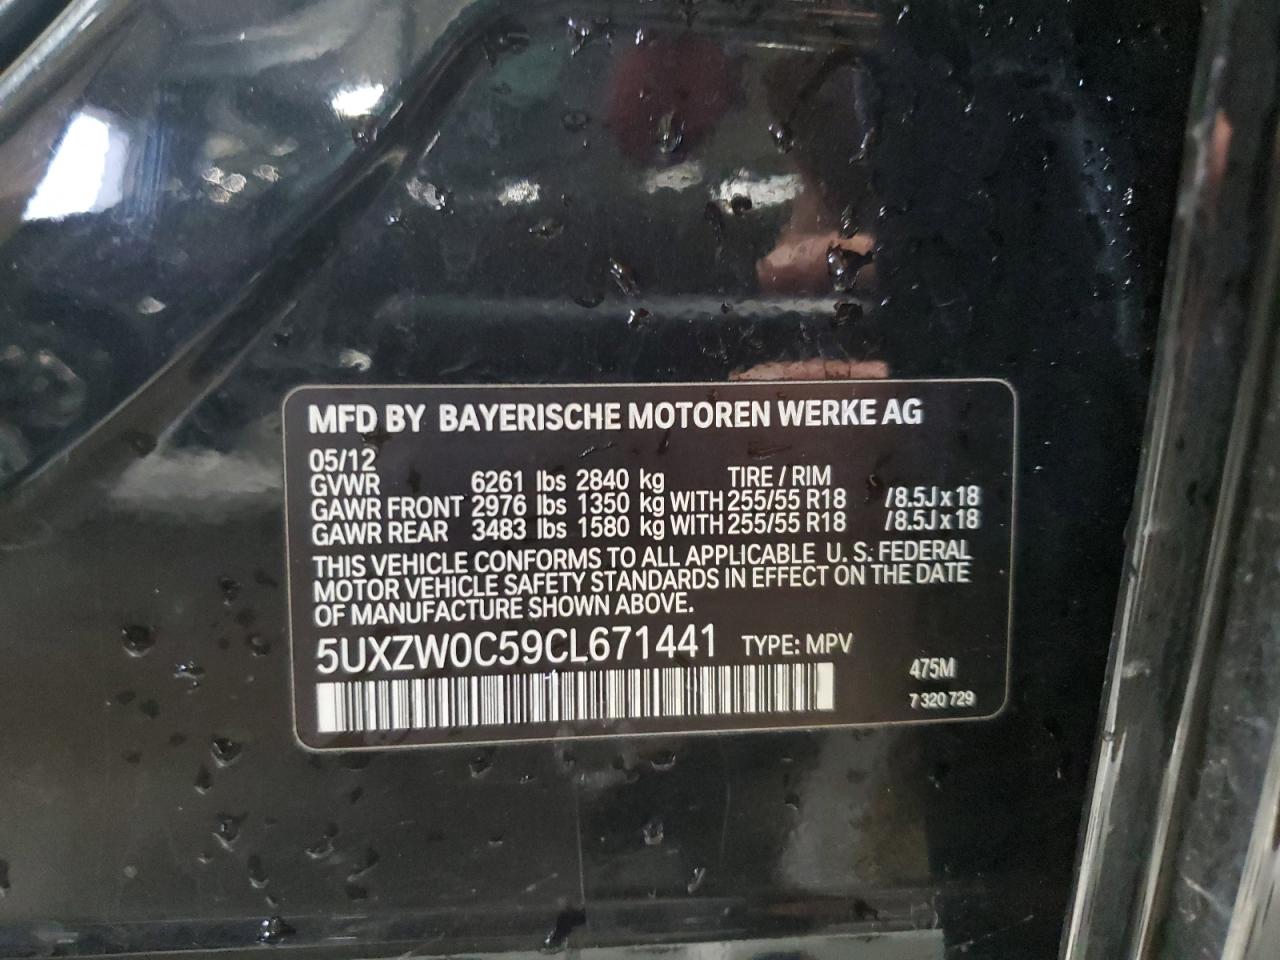 MFD BY BAYERISCHE MOTOREN WERKE AG
05/12
GVWR 6261 lbs 2840 kg TIRE / RIM
GAWR FRONT 2976 lbs 1350 kg WITH 255/55 R18 /8.5J x 18
GAWR REAR 3483 lbs 1580 kg WITH 255/55 R18 /8.5J x 18
THIS VEHICLE CONFORMS TO ALL APPLICABLE U. S. FEDERAL
MOTOR VEHICLE SAFETY STANDARDS IN EFFECT ON THE DATE
OF MANUFACTURE SHOWN ABOVE.
5UXZW0C59CL671441 TYPE: MPV
475M
7 320 729